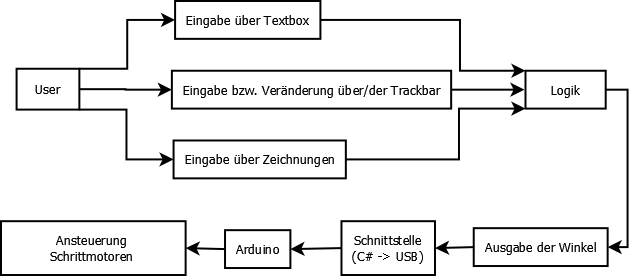 Eingabe über Textbox
User
Eingabe bzw. Veränderung über/der Trackbar
Logik
Eingabe über Zeichnungen
Ansteuerung
Schrittmotoren
Arduino
Schnittstelle
(C# -> USB)
Ausgabe der Winkel